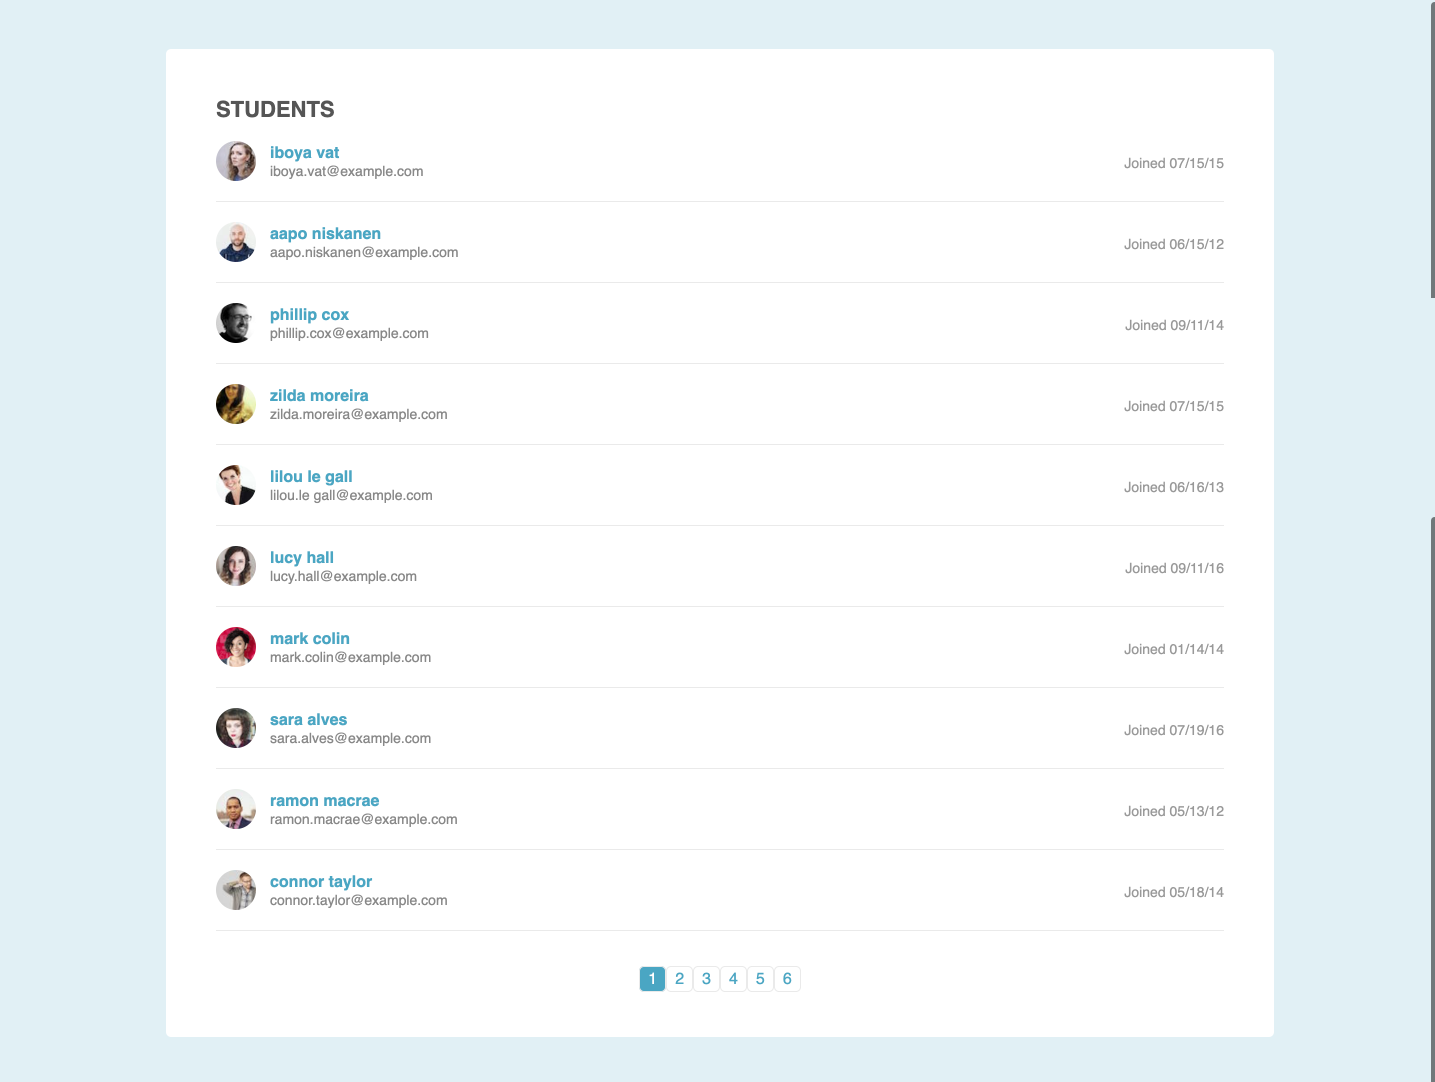 STUDENTS
iboya vat
iboya.vat@example.com
Joined 07/15/15
aapo niskanen
aapo.niskanen@example.com
Joined 06/15/12
phillip cox
phillip.cox@example.com
Joined 09/11/14
zilda moreira
zilda.moreira@example.com
Joined 07/15/15
lilou le gall
lilou.le gall@example.com
Joined 06/16/13
lucy hall
lucy.hall@example.com
Joined 09/11/16
mark colin
mark.colin@example.com
Joined 01/14/14
sara alves
sara.alves@example.com
Joined 07/19/16
ramon macrae
ramon.macrae@example.com
Joined 05/13/12
connor taylor
connor.taylor@example.com
Joined 05/18/14
1 2 3 4 5 6